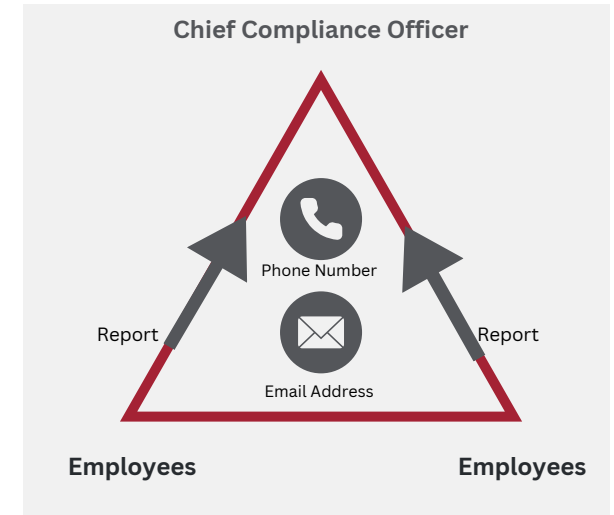 Chief Compliance Officer
Phone Number
Report
Report
Email Address
Employees
Employees